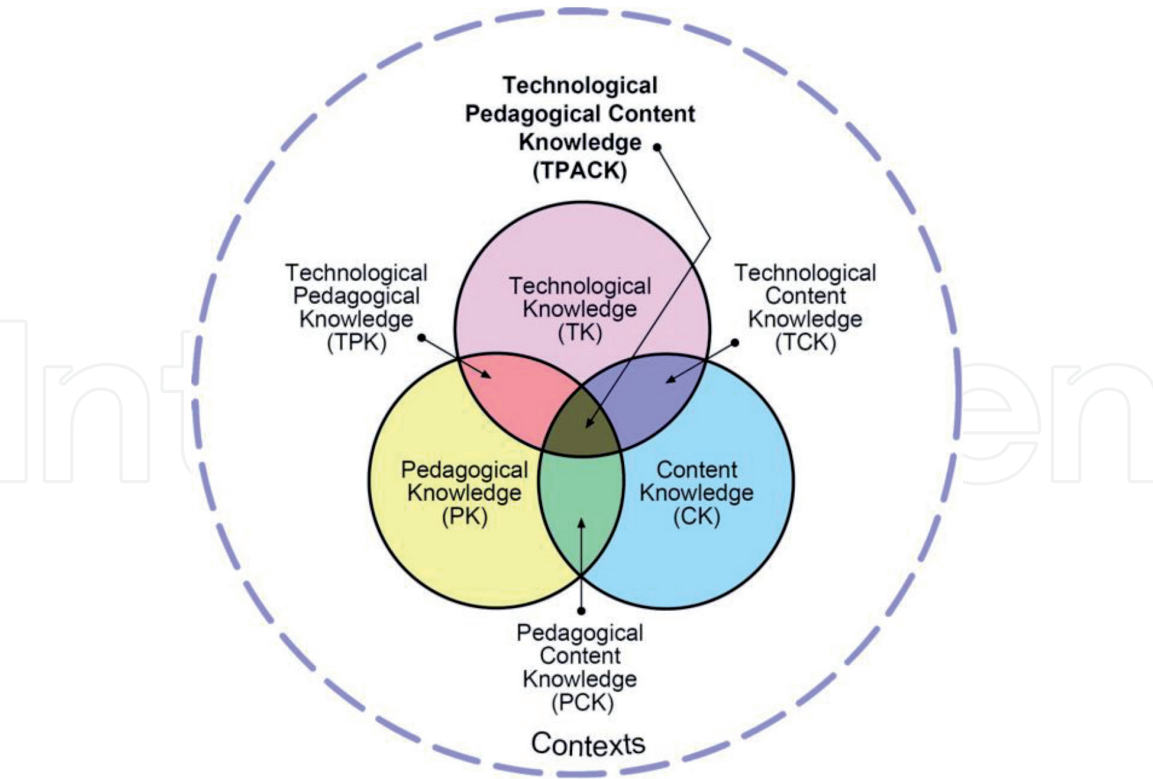 Technological
Pedagogical Content
Knowledge
(TPACK)
Technological
Pedagogical
Knowledge
(TPK)
Technological
Knowledge
(TK)
Technological
Content
Knowledge
(TCK)
Pedagogical
Knowledge
(PK)
Content
Knowledge
(CK)
Pedagogical
Content
Knowledge
(PCK)
Contexts